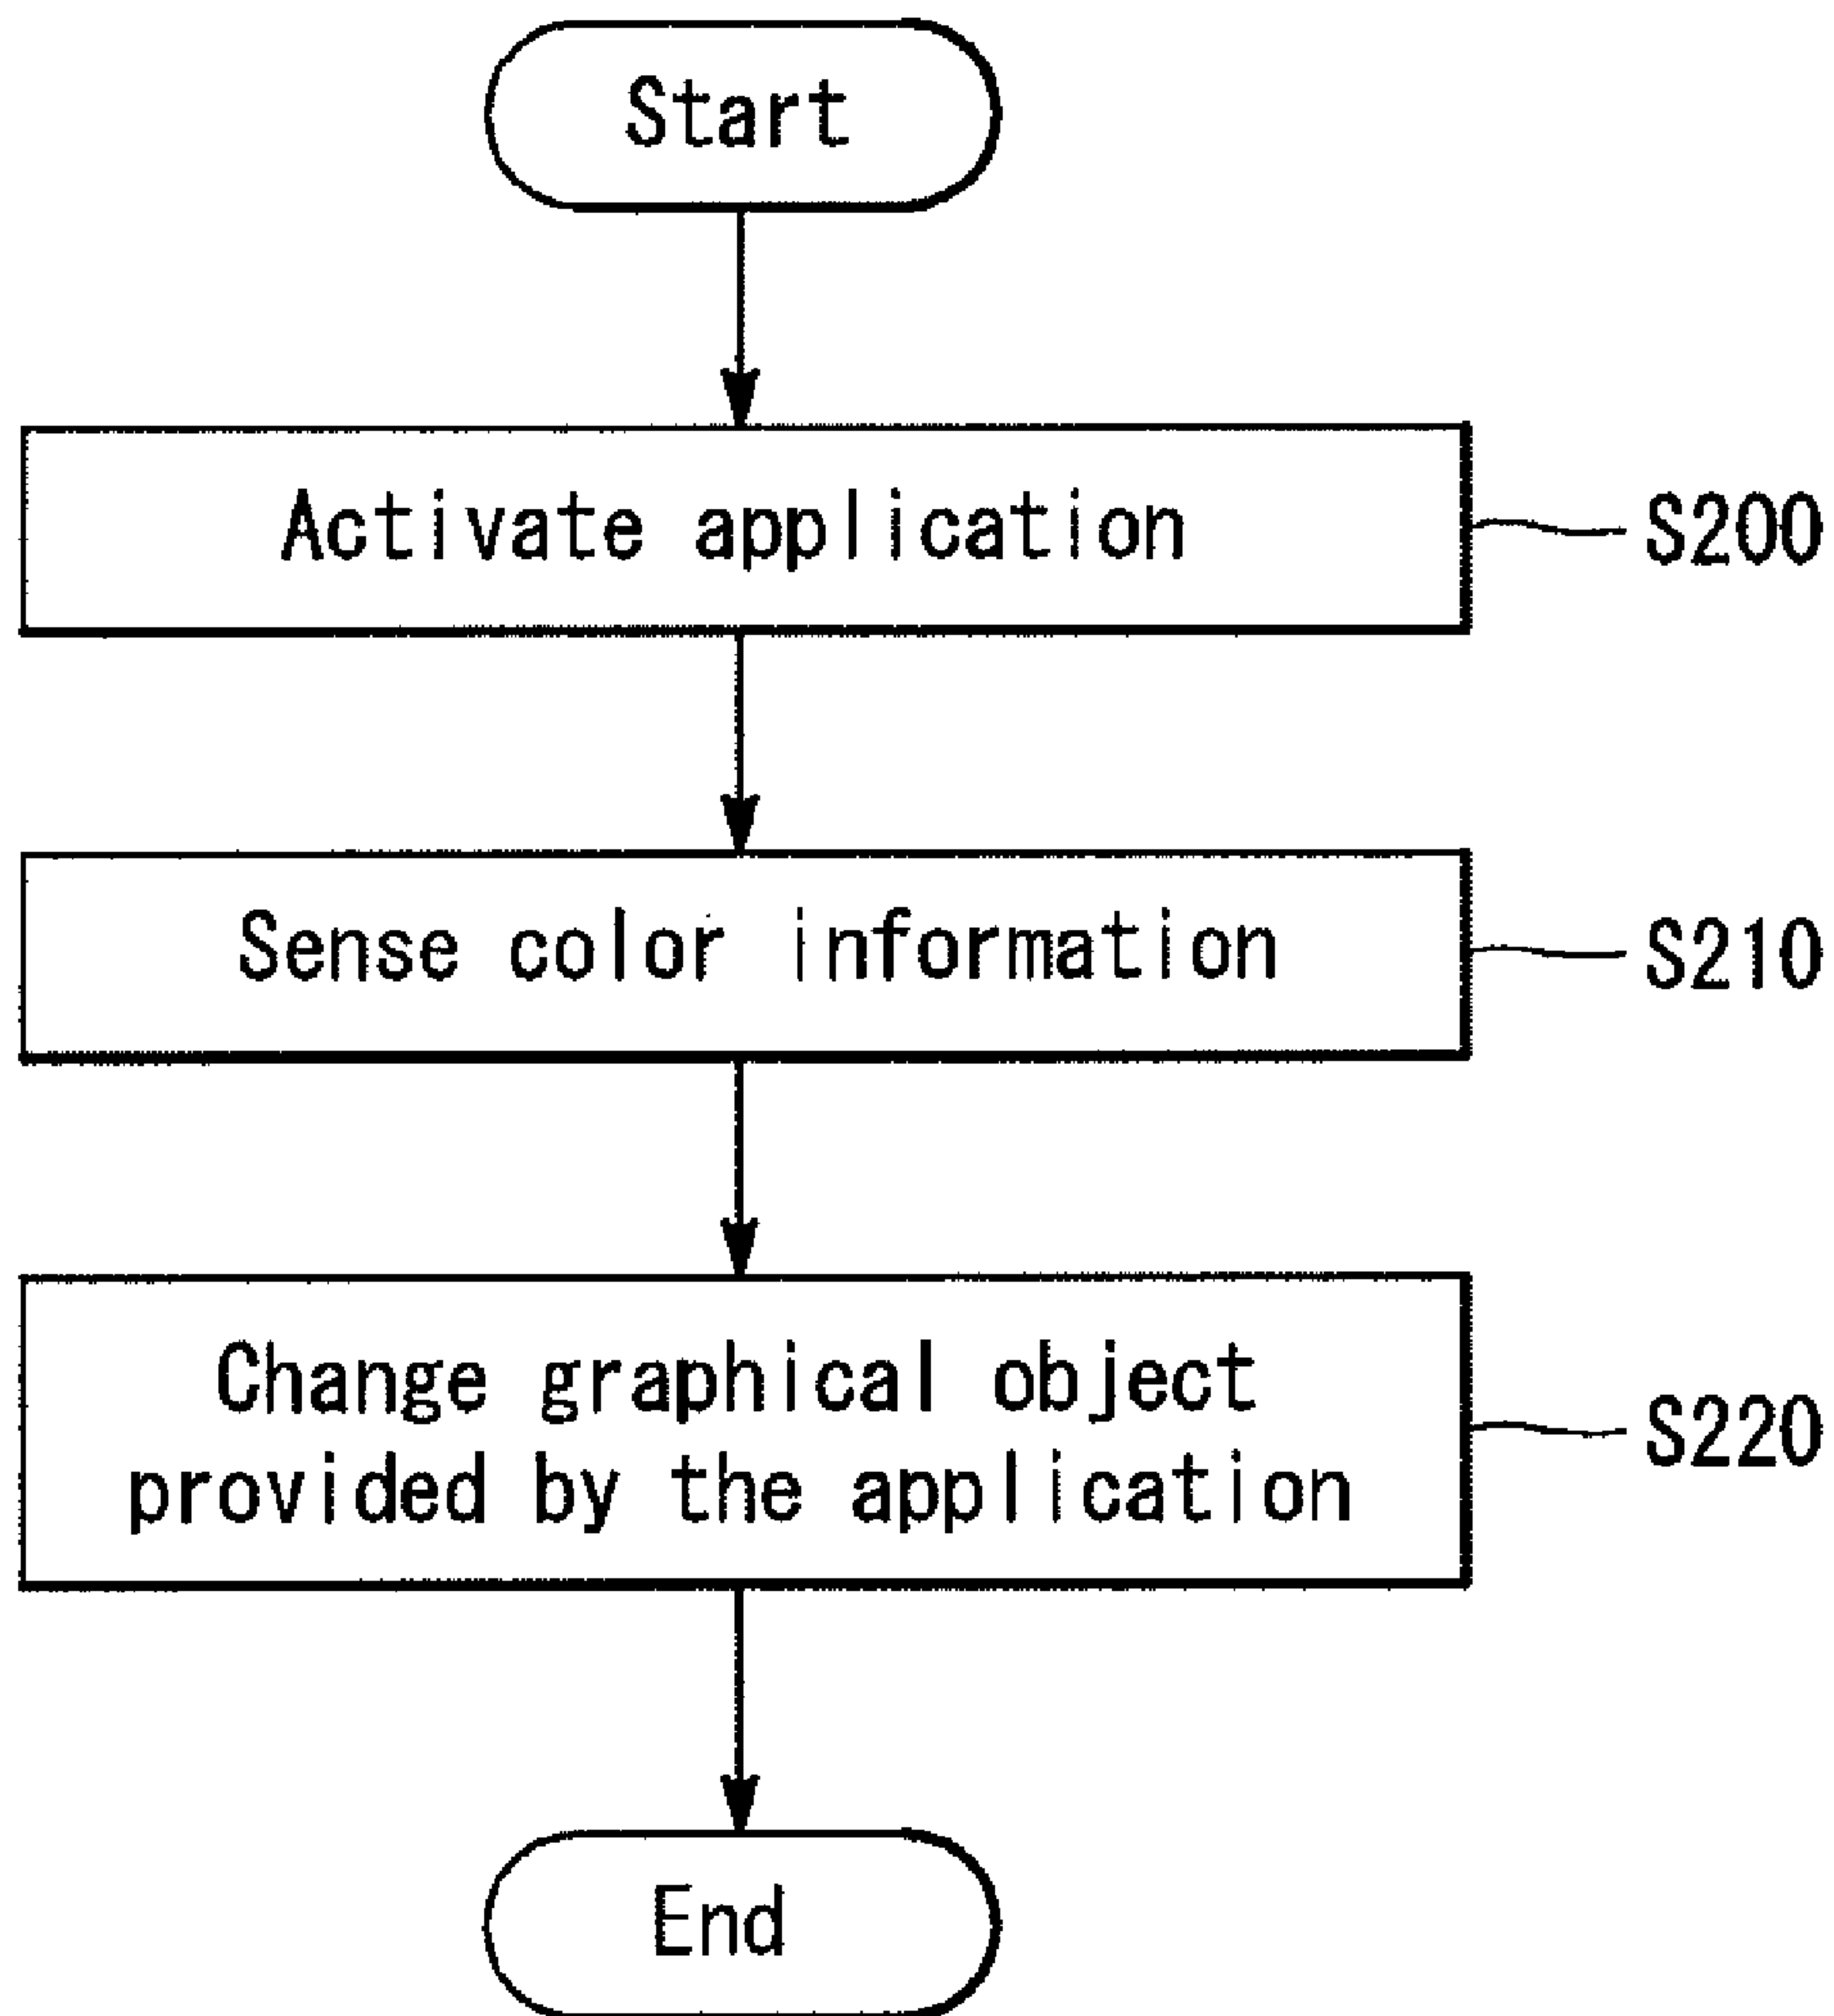 Start
Activate application
S200
Sense color information
S210
Change graphical object
provided by the application
S220
End